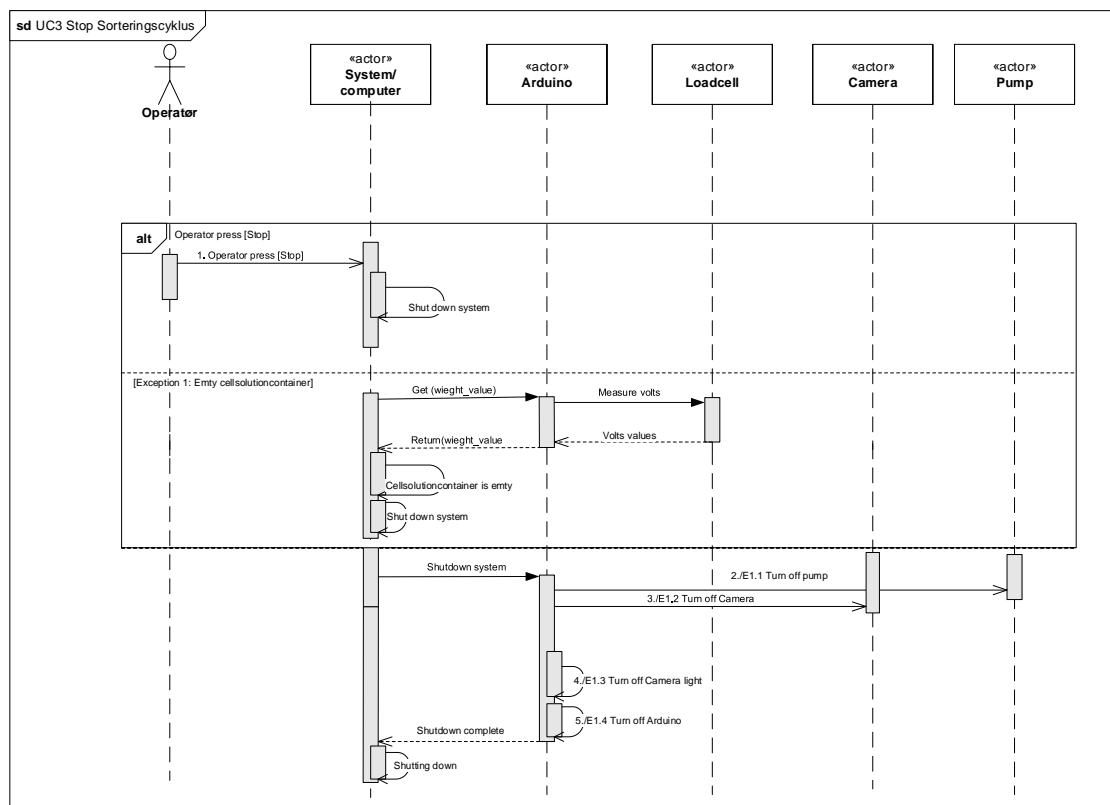 sd UC3 Stop Sorteringscyklus
Operatør
«actor»
System/
computer
«actor»
Arduino
«actor»
Loadcell
«actor»
Camera
«actor»
Pump
alt
Operator press [Stop]
1. Operator press [Stop]
Shut down system
[Exception 1: Emty cellsolutioncontainer]
Get (wieght_value)
Measure volts
Volts values
Return(wieght_value
Cellsolutioncontainer is emty
Shut down system
Shutdown system
2./E1.1 Turn off pump
3./E1.2 Turn off Camera
4./E1.3 Turn off Camera light
5./E1.4 Turn off Arduino
Shutdown complete
Shutting down